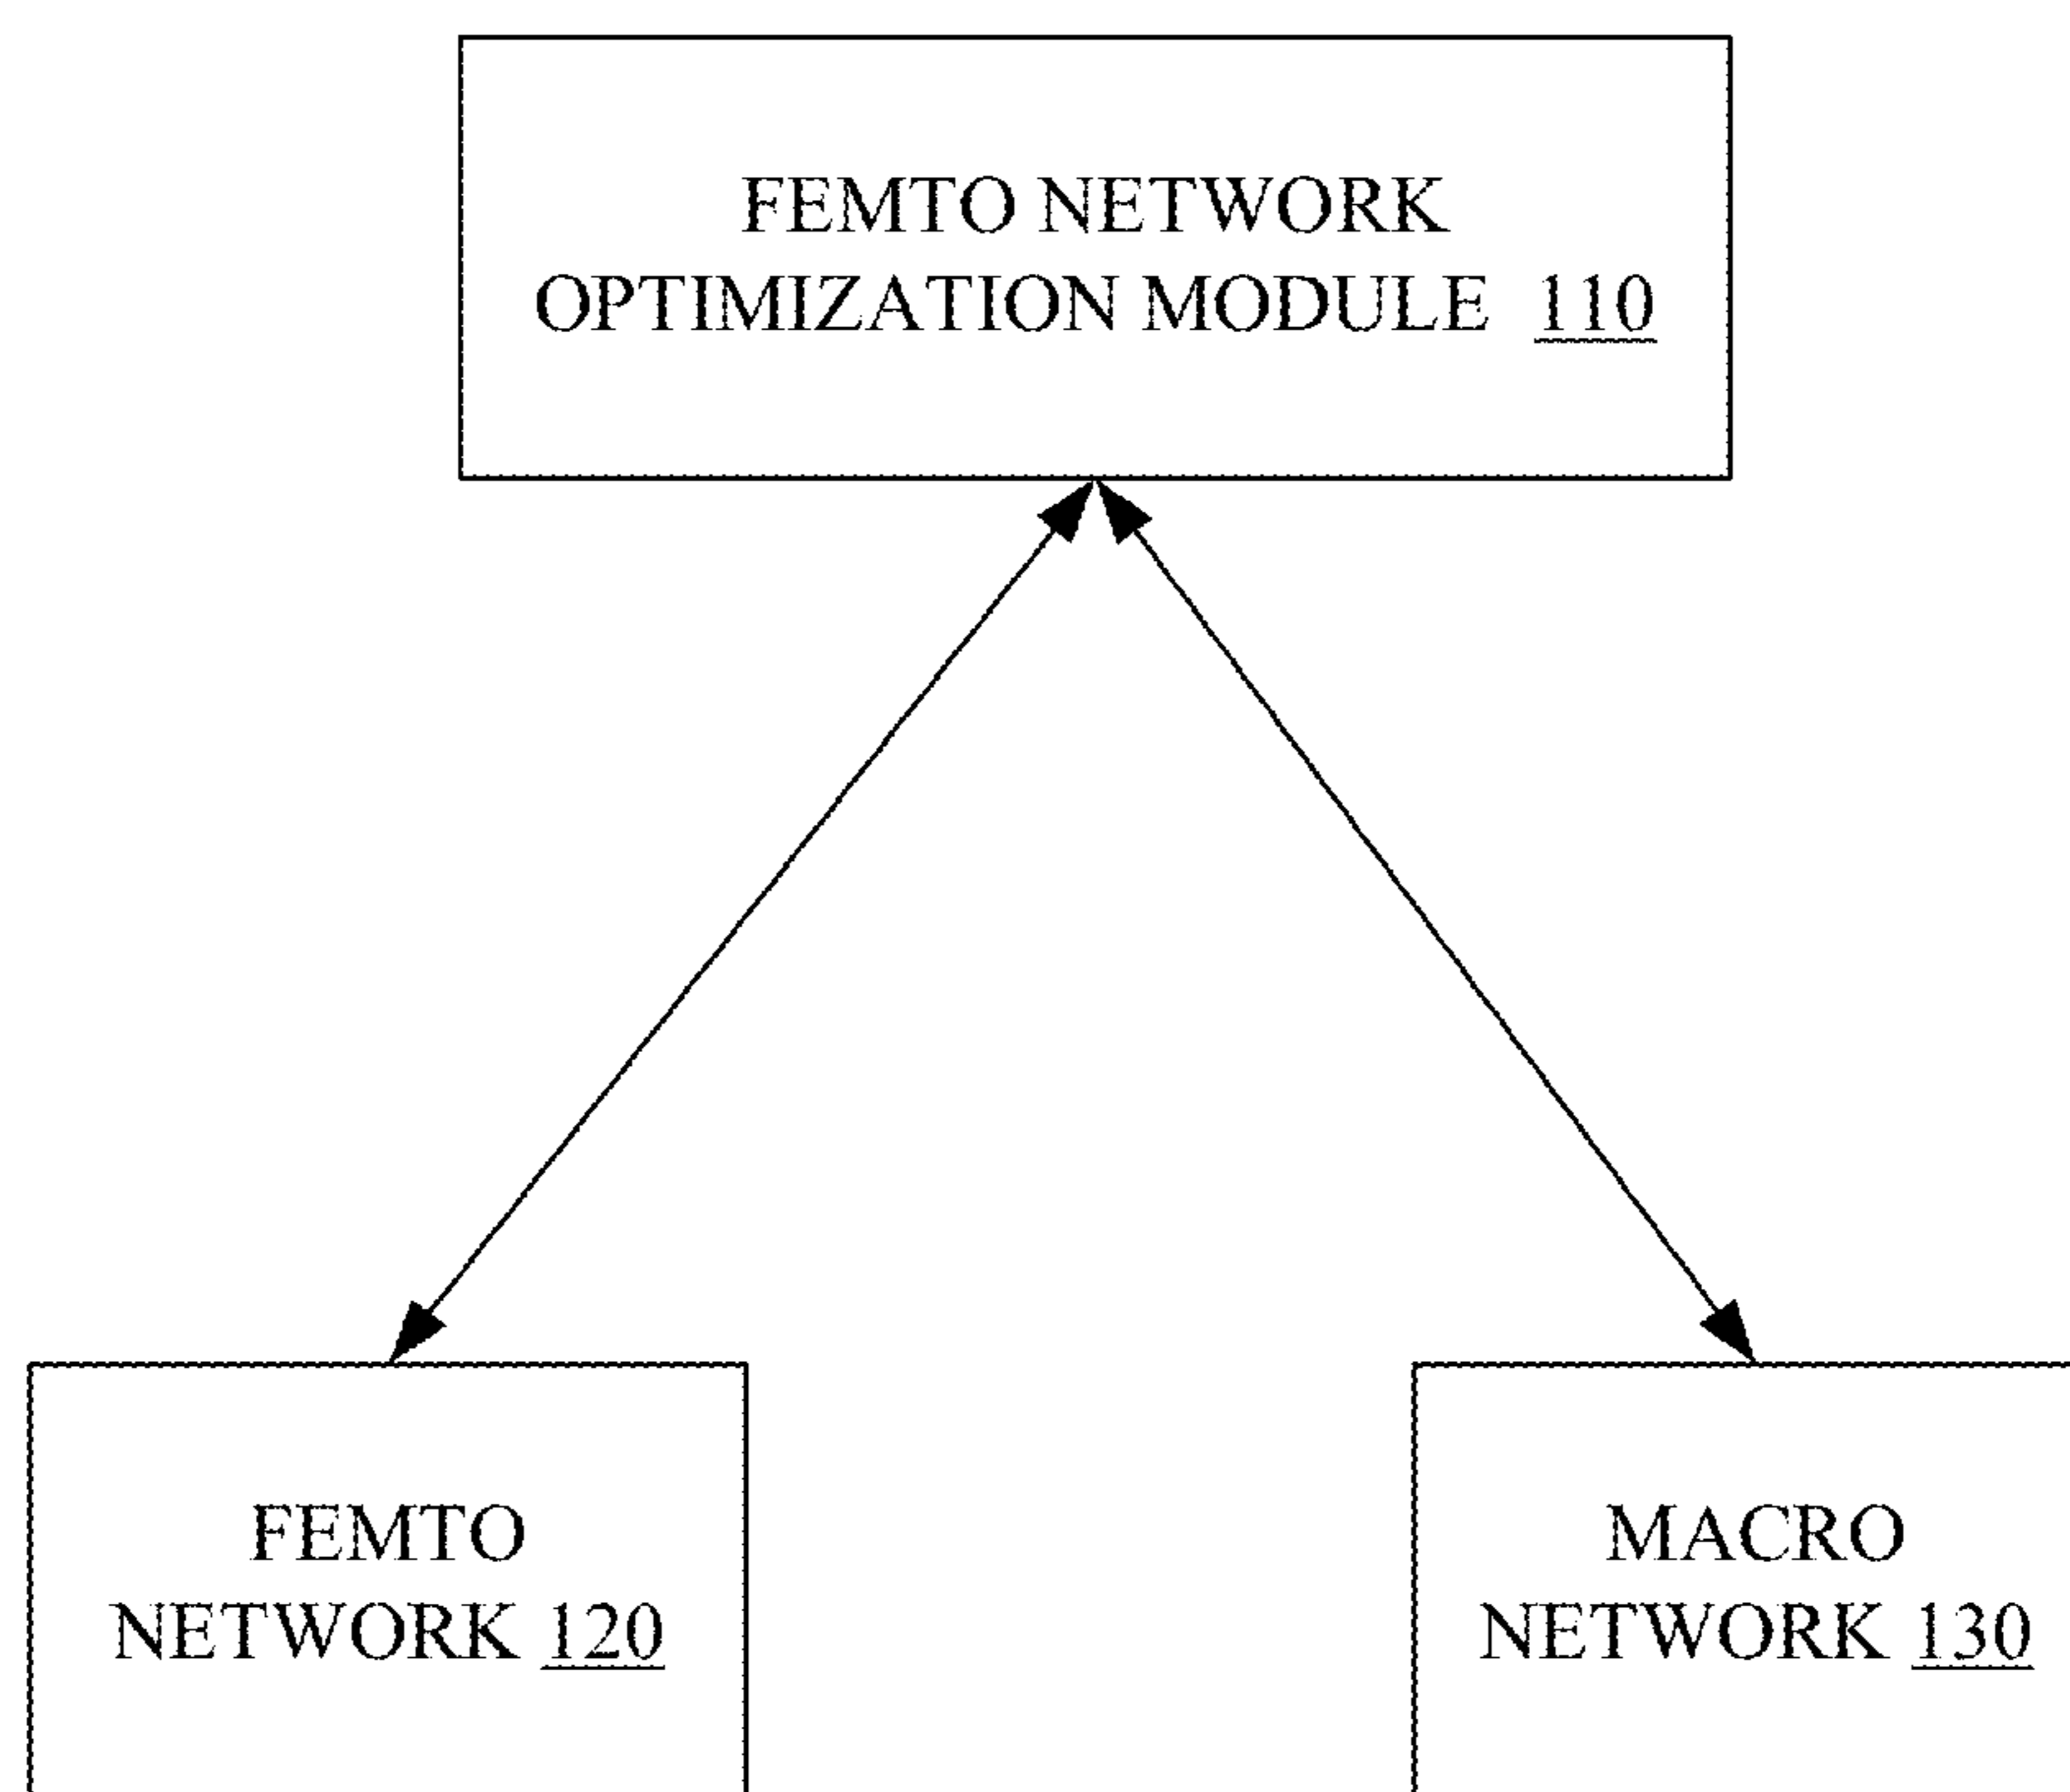 FEMTO NETWORK
OPTIMIZATION MODULE 110
FEMTO
NETWORK 120
MACRO
NETWORK 130